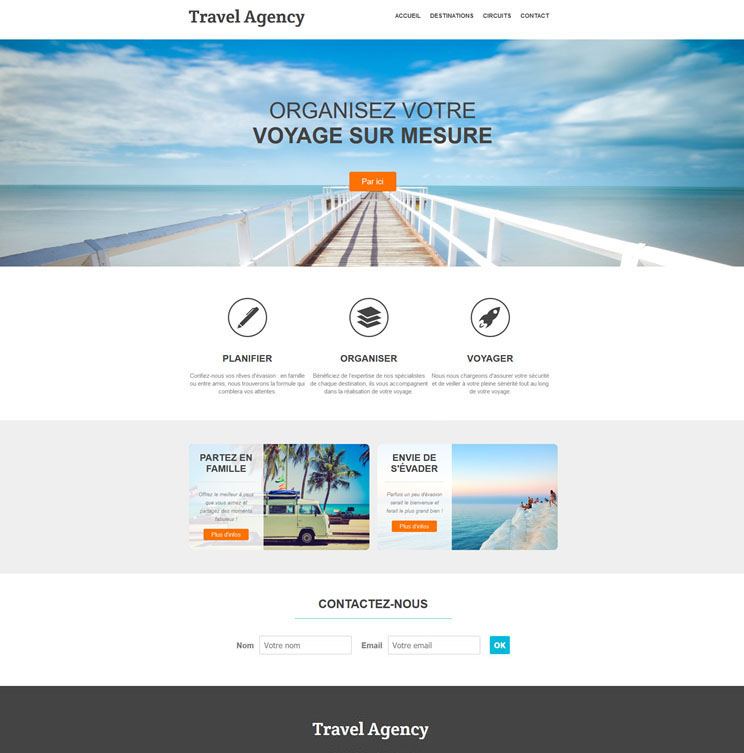 Travel Agency
ACCUEIL DESTINATIONS CIRCUITS CONTACT
ORGANISEZ VOTRE
VOYAGE SUR MESURE
Par ici
PLANIFIER
Confiez-nous vos rêves d'évasion : en famille
ou entre amis, nous trouverons la formule qui
comblera vos attentes.
ORGANISER
Bénéficiez de l'expertise de nos spécialistes
de chaque destination, ils vous accompagnent
dans la réalisation de votre voyage.
VOYAGER
Nous nous chargeons d'assurer votre sécurité
et de veiller à votre pleine sérénité tout au long
de votre voyage.
PARTEZ EN
FAMILLE
Offrez le meilleur à ceux
que vous aimez et
partagez des moments
fabuleux !
Plus d'infos
ENVIE DE
S'ÉVADER
Parfois un peu d'évasion
serait le bienvenue et
ferait le plus grand bien !
Plus d'infos
CONTACTEZ-NOUS
Nom Votre nom Email Votre email OK
Travel Agency